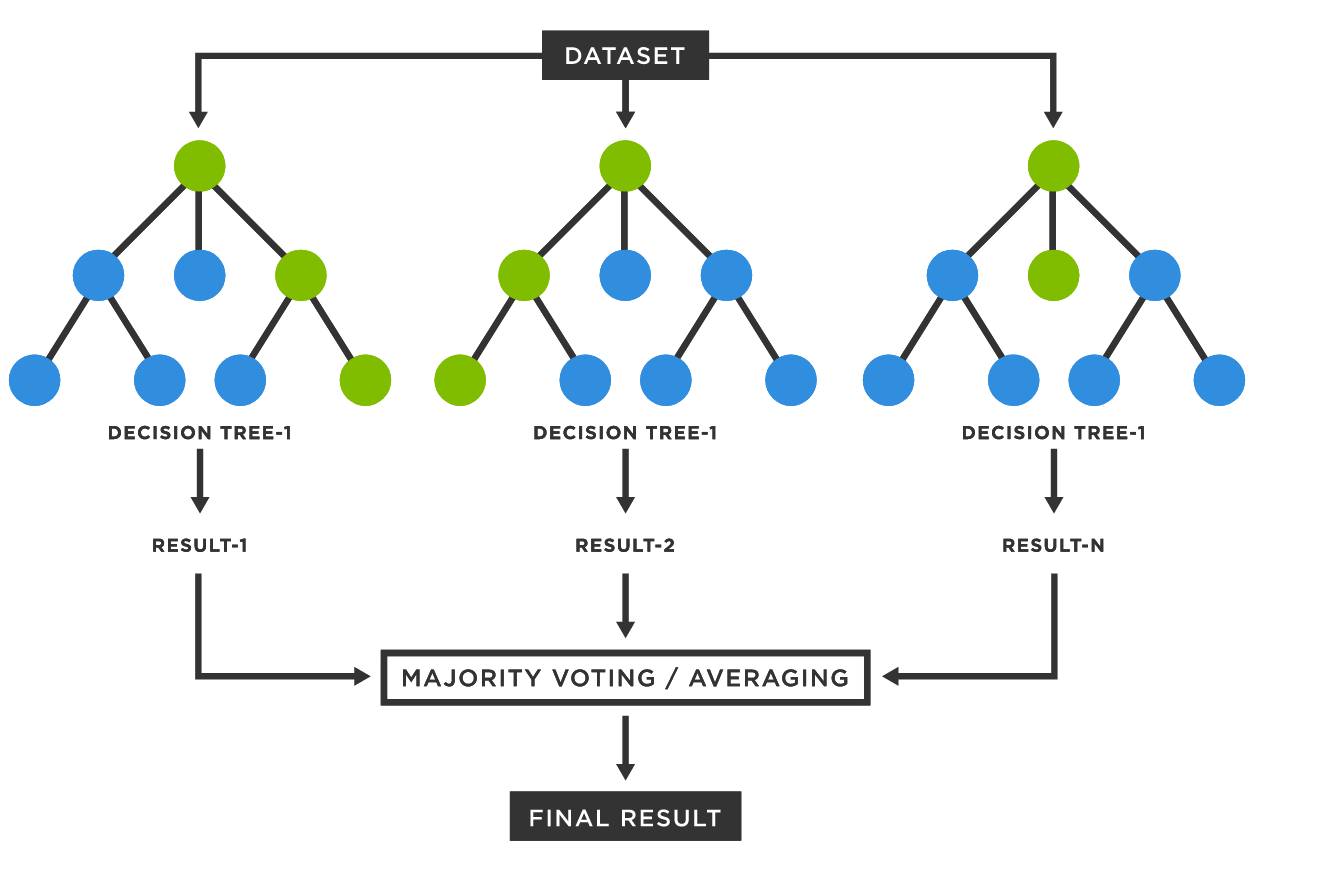 DATASET
DECISION TREE-1
DECISION TREE-1
DECISION TREE-1
RESULT-1
RESULT-2
RESULT-N
MAJORITY VOTING / AVERAGING
FINAL RESULT